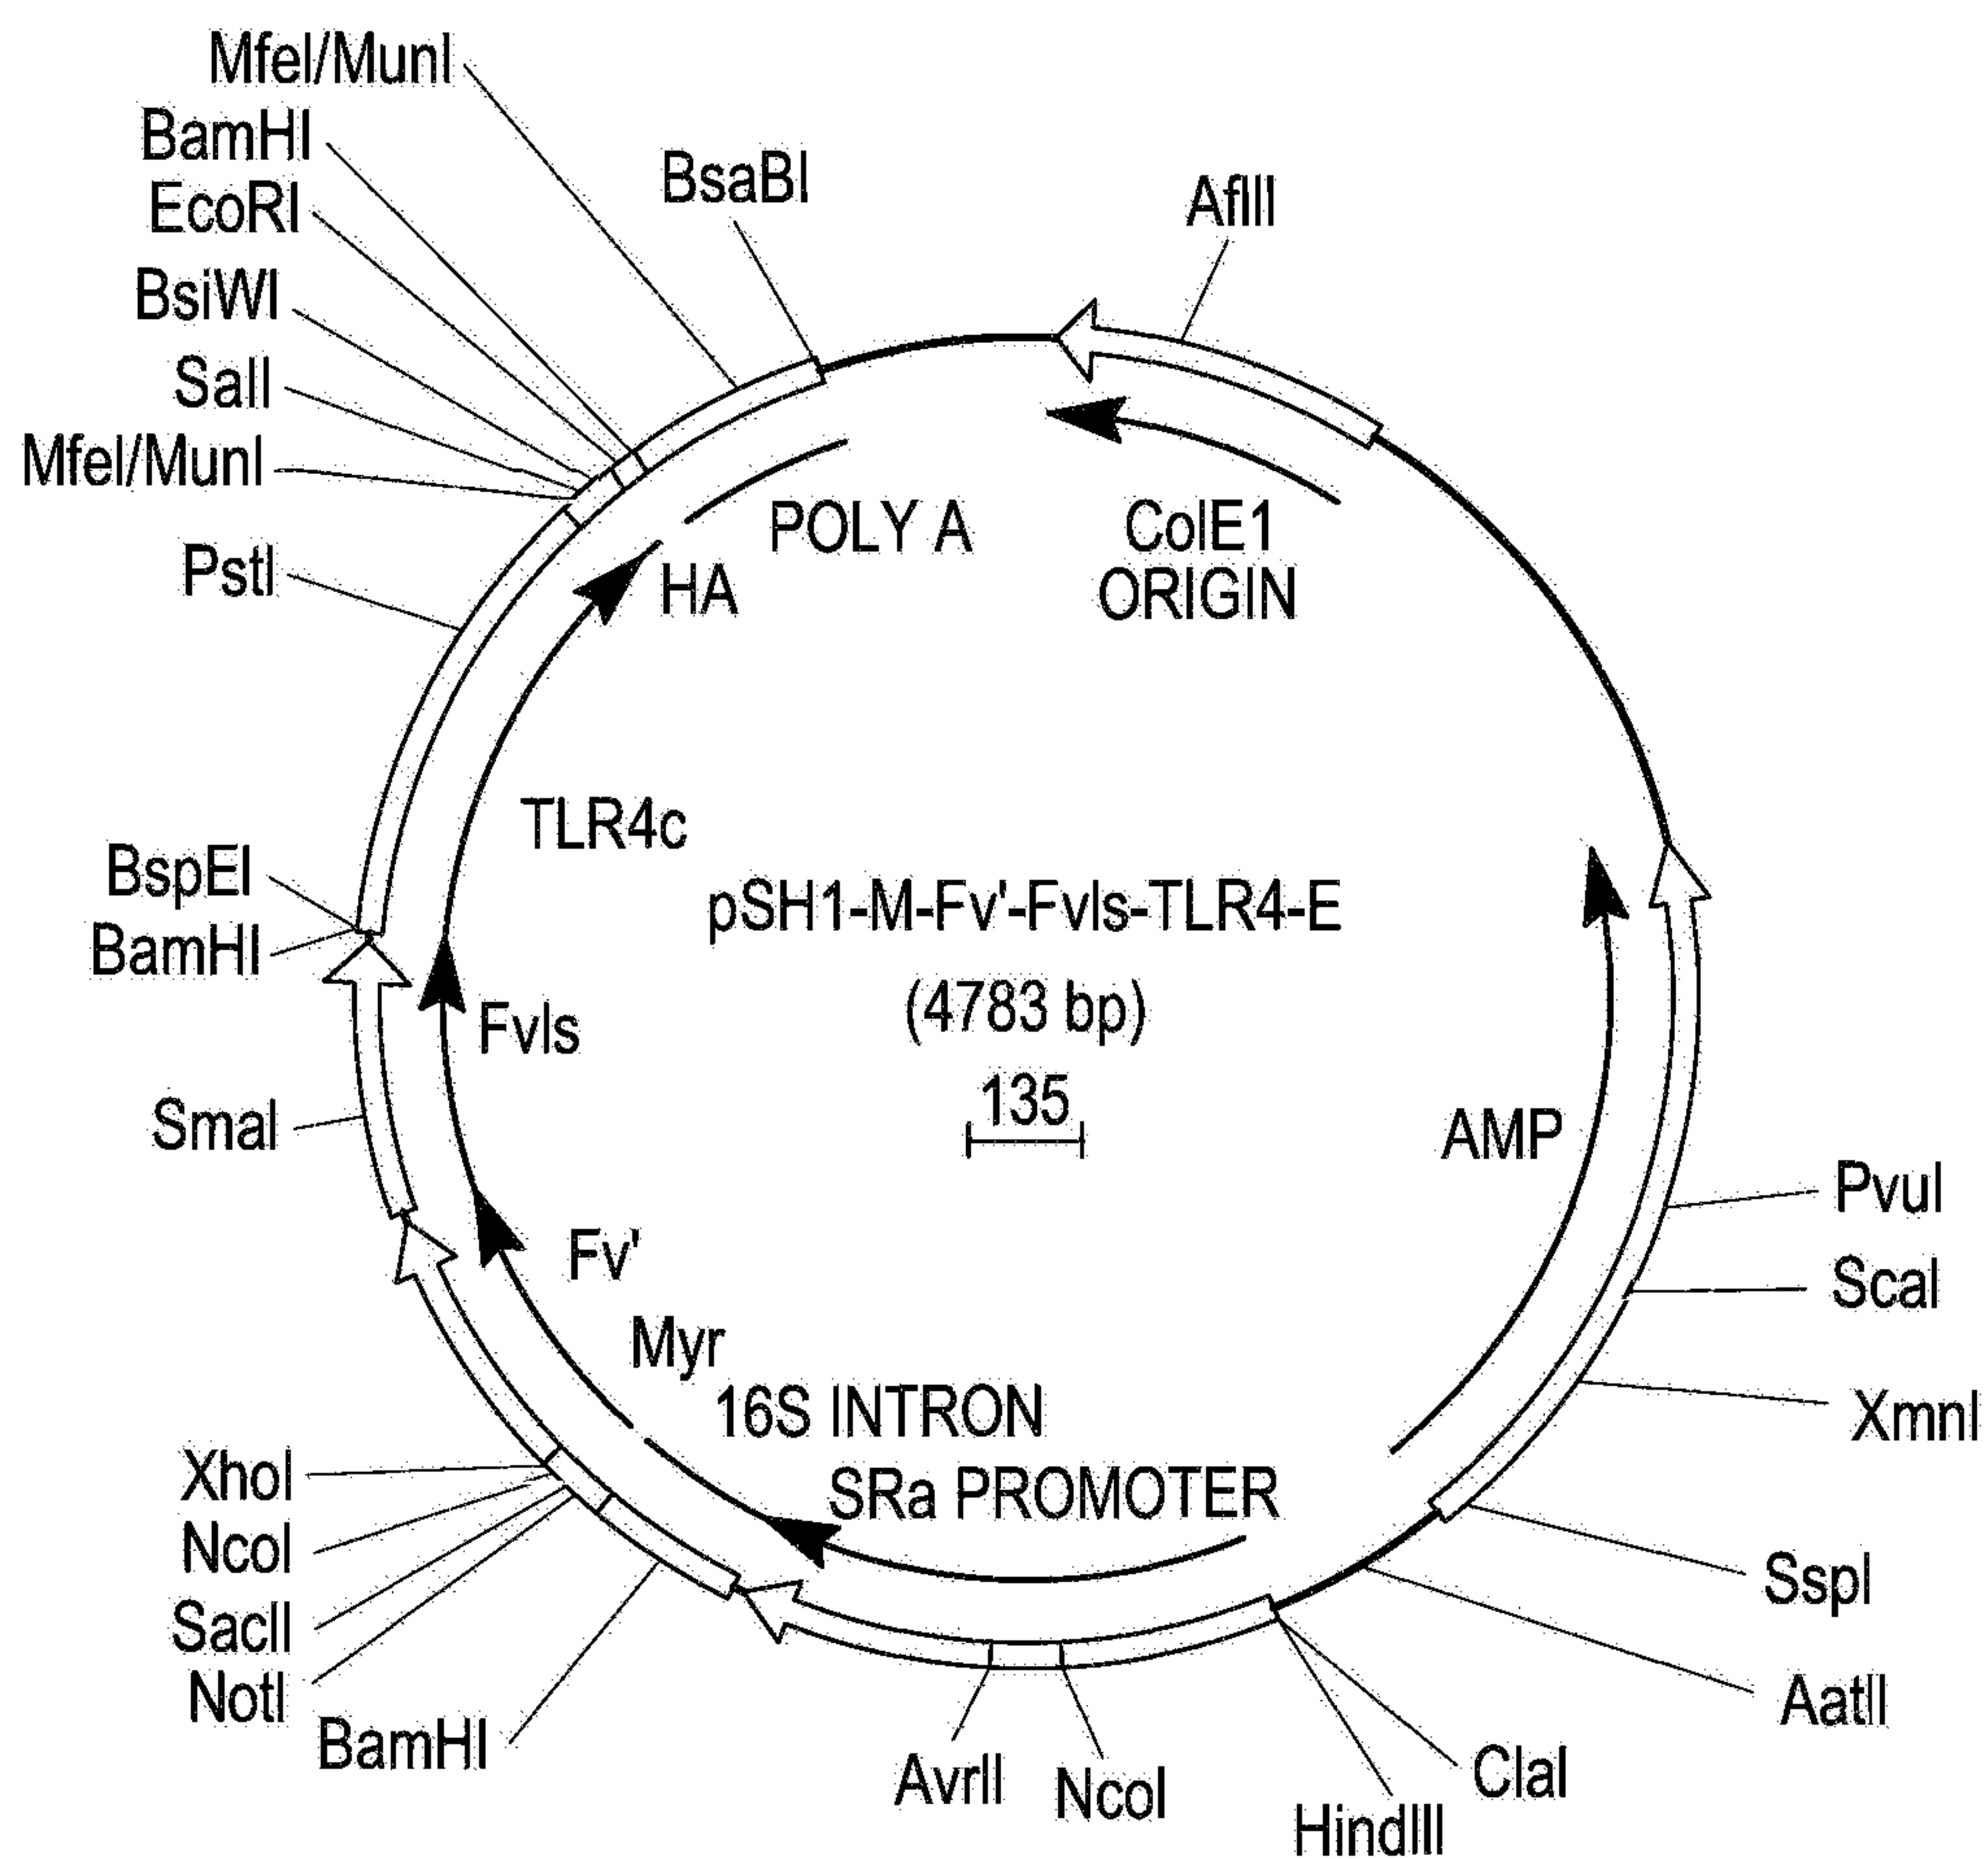 MfeI/MunI
BamHI
EcoRI
BsiWI
SalI
MfeI/MunI
PstI
BsaBI
AflII
POLY A
ColE1
ORIGIN
HA
TLR4c
BspEI
BamHI
pSH1-M-Fv'-Fvls-TLR4-E
(4783 bp)
135
Fvls
SmaI
AMP
PvuI
ScaI
XmnI
Fv'
Myr
16S INTRON
SRa PROMOTER
XhoI
NcoI
SacII
NotI
BamHI
AvrII
NcoI
HindIII
ClaI
AatII
SspI